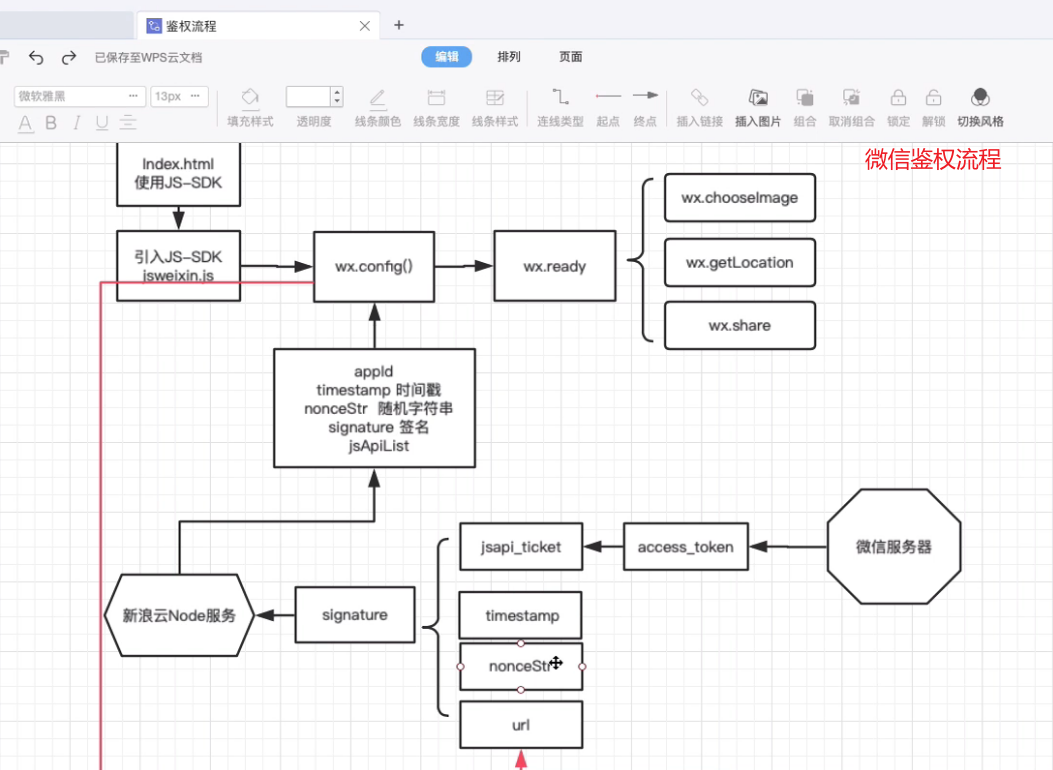 鉴权流程
已保存至WPS云文档
编辑
排列
页面
微软雅黑
13px
填充样式
透明度
线条颜色
线条宽度
线条样式
连线类型
起点
终点
插入链接
插入图片
组合
取消组合
锁定
解锁
切换风格
微信鉴权流程
Index.html
使用JS-SDK
引入JS-SDK
jsweixin.js
wx.config()
wx.ready
wx.chooseImage
wx.getLocation
wx.share
appId
timestamp 时间戳
nonceStr 随机字符串
signature 签名
jsApiList
jsapi_ticket
access_token
微信服务器
新浪云Node服务
signature
timestamp
nonceStr
url